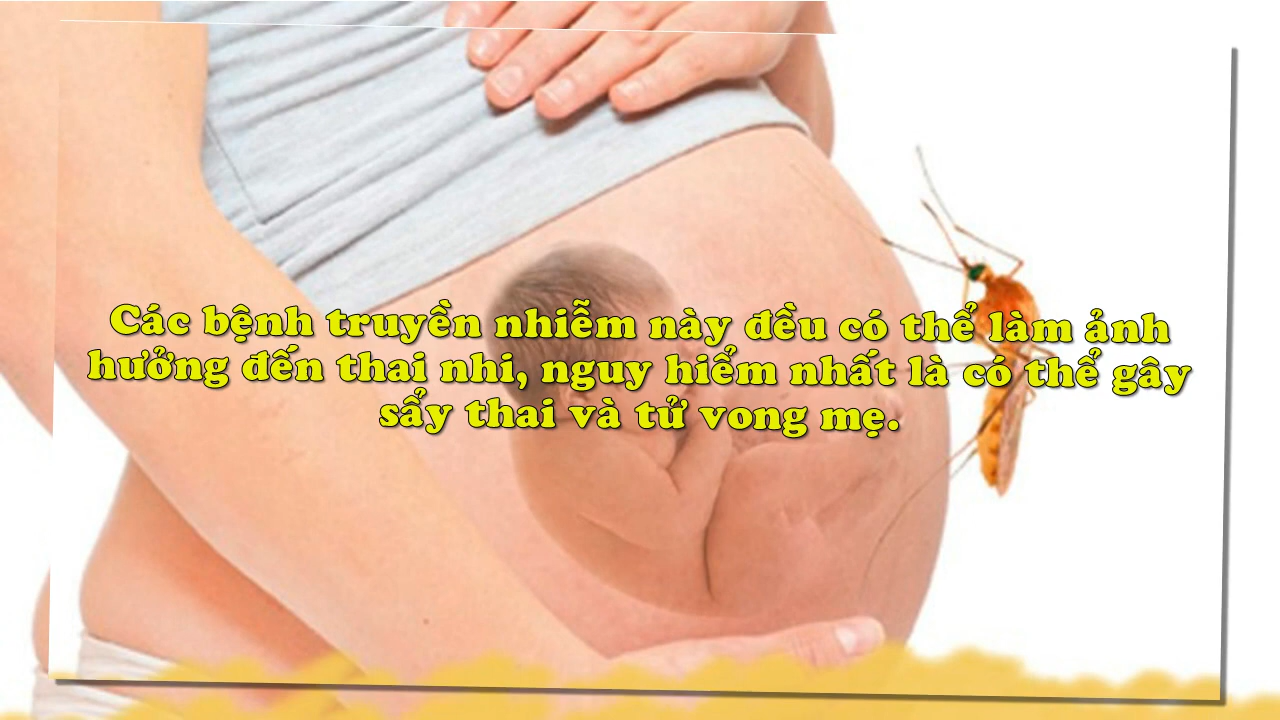 Các bệnh truyền nhiễm này đều có thể làm ảnh
hưởng đến thai nhi, nguy hiểm nhất là có thể gây
sẩy thai và tử vong mẹ.